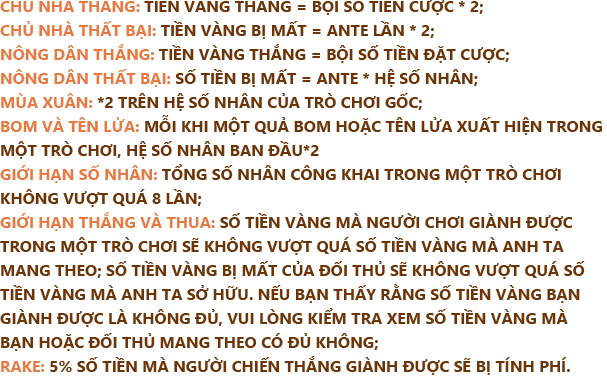 CHỦ NHÀ THẮNG: TIỀN VÀNG THẮNG = BỘI SỐ TIỀN CƯỢC * 2;
CHỦ NHÀ THẤT BẠI: TIỀN VÀNG BỊ MẤT = ANTE LẦN * 2;
NÔNG DÂN THẮNG: TIỀN VÀNG THẮNG = BỘI SỐ TIỀN ĐẶT CƯỢC;
NÔNG DÂN THẤT BẠI: SỐ TIỀN BỊ MẤT = ANTE * HỆ SỐ NHÂN;
MÙA XUÂN: *2 TRÊN HỆ SỐ NHÂN CỦA TRÒ CHƠI GỐC;
BOM VÀ TÊN LỬA: MỖI KHI MỘT QUẢ BOM HOẶC TÊN LỬA XUẤT HIỆN TRONG
MỘT TRÒ CHƠI, HỆ SỐ NHÂN BAN ĐẦU*2
GIỚI HẠN SỐ NHÂN: TỔNG SỐ NHÂN CÔNG KHAI TRONG MỘT TRÒ CHƠI
KHÔNG VƯỢT QUÁ 8 LẦN;
GIỚI HẠN THẮNG VÀ THUA: SỐ TIỀN VÀNG MÀ NGƯỜI CHƠI GIÀNH ĐƯỢC
TRONG MỘT TRÒ CHƠI SẼ KHÔNG VƯỢT QUÁ SỐ TIỀN VÀNG MÀ ANH TA
MANG THEO; SỐ TIỀN VÀNG BỊ MẤT CỦA ĐỐI THỦ SẼ KHÔNG VƯỢT QUÁ SỐ
TIỀN VÀNG MÀ ANH TA SỞ HỮU. NẾU BẠN THẤY RẰNG SỐ TIỀN VÀNG BẠN
GIÀNH ĐƯỢC LÀ KHÔNG ĐỦ, VUI LÒNG KIỂM TRA XEM SỐ TIỀN VÀNG MÀ
BẠN HOẶC ĐỐI THỦ MANG THEO CÓ ĐỦ KHÔNG;
RAKE: 5% SỐ TIỀN MÀ NGƯỜI CHIẾN THẮNG GIÀNH ĐƯỢC SẼ BỊ TÍNH PHÍ.